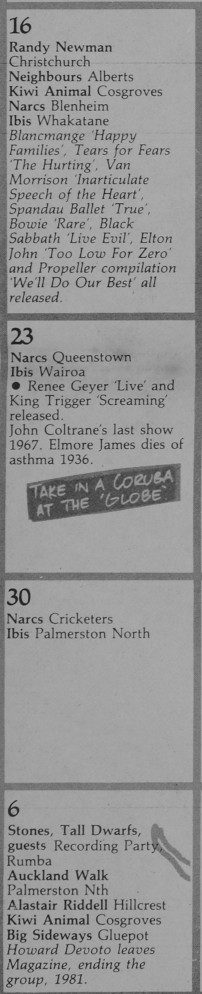 16
Randy Newman
Christchurch
Neighbours Alberts
Kiwi Animal Cosgroves
Narcs Blenheim
Ibis Whakatane
Blancmange 'Happy
Families', Tears for Fears
'The Hurting', Van
Morrison 'Inarticulate
Speech of the Heart',
Spandau Ballet 'True',
Bowie 'Rare', Black
Sabbath 'Live Evil', Elton
John 'Too Low For Zero'
and Propeller compilation
'We'll Do Our Best' all
released.
23
Narcs Queenstown
Ibis Wairoa
● Renee Geyer 'Live' and
King Trigger 'Screaming'
released.
John Coltrane's last show
1967. Elmore James dies of
asthma 1936.
TAKE IN A CORUBA
AT THE 'GLOBE'
30
Narcs Cricketers
Ibis Palmerston North
6
Stones, Tall Dwarfs,
guests Recording Party,
Rumba
Auckland Walk
Palmerston Nth
Alastair Riddell Hillcrest
Kiwi Animal Cosgroves
Big Sideways Gluepot
Howard Devoto leaves
Magazine, ending the
group, 1981.